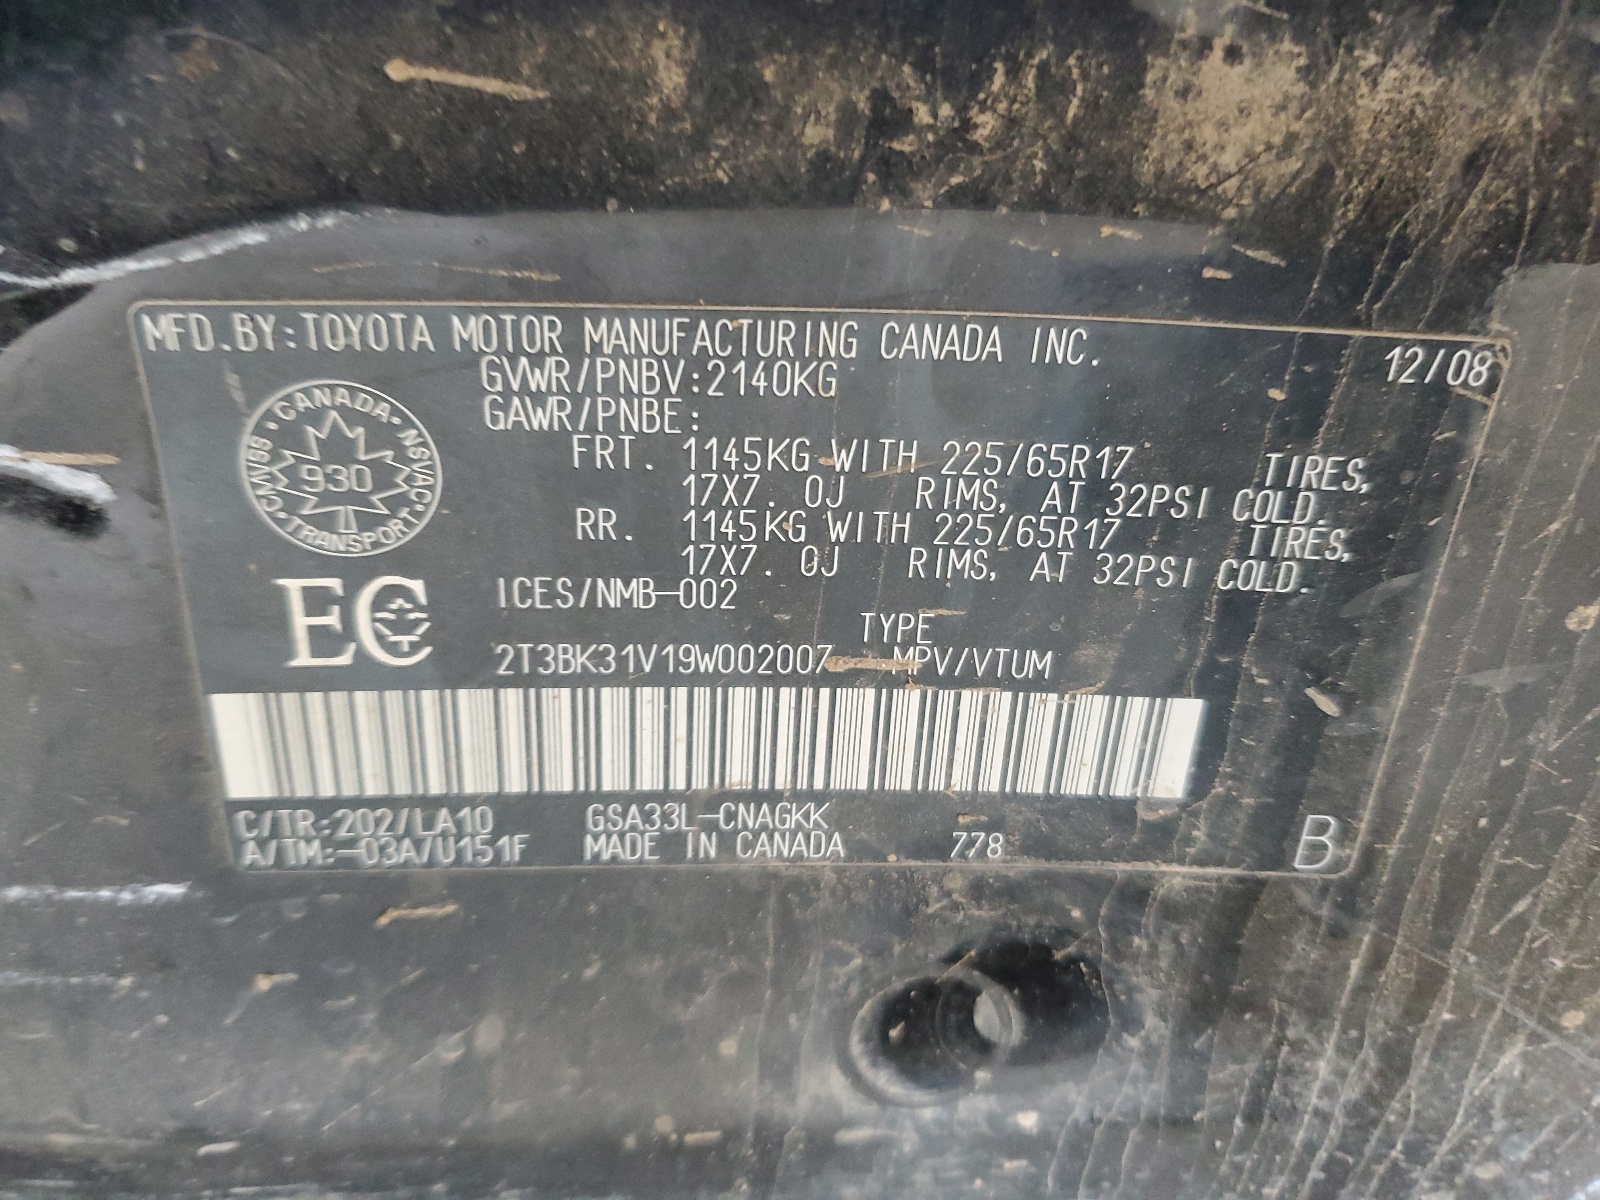 MFD.BY:TOYOTA MOTOR MANUFACTURING CANADA INC. 12/08
GVWR/PNBV:2140KG
GAWR/PNBE:
FRT. 1145KG WITH 225/65R17 TIRES,
17X7. 0J RIMS, AT 32PSI COLD.
RR. 1145KG WITH 225/65R17 TIRES,
17X7. 0J RIMS, AT 32PSI COLD.
CANADA · NSVAC · TRANSPORT · CMVSS
930
EC
ICES/NMB-002
TYPE
2T3BK31V19W002007 MPV/VTUM
C/TR:202/LA10 GSA33L-CNAGKK
A/TM:-03A/U151F MADE IN CANADA 778
B